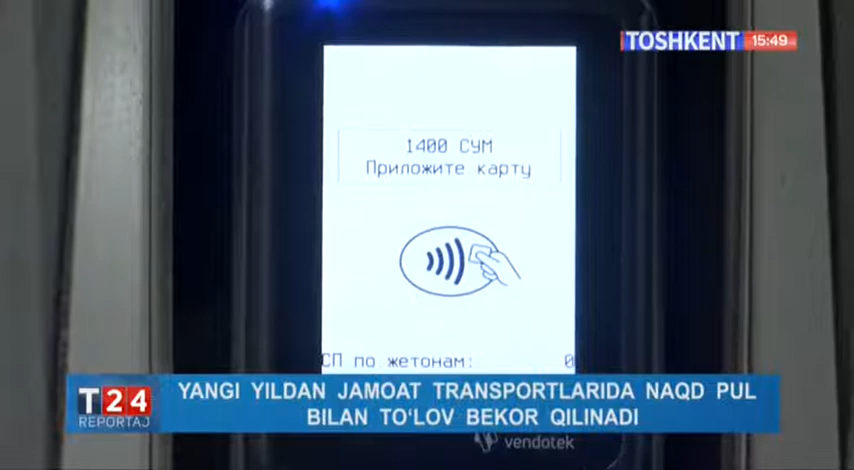 TOSHKENT 15:49
1400 СУМ
Приложите карту
СП по жетонам: 0
T24
REPORTAJ
YANGI YILDAN JAMOAT TRANSPORTLARIDA NAQD PUL
BILAN TO‘LOV BEKOR QILINADI
vendotek